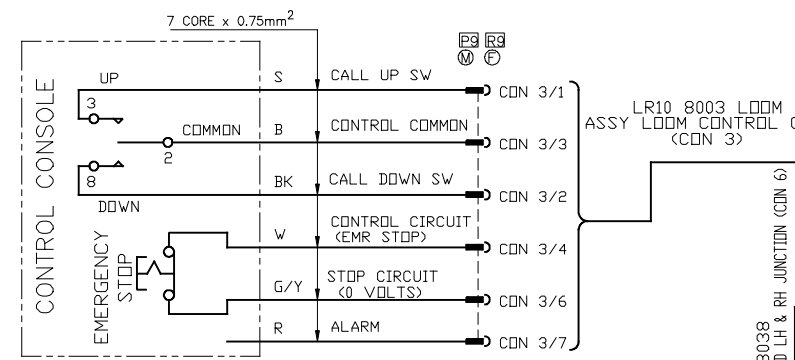 7 CORE x 0.75mm2
P9 R9
M F
CONTROL CONSOLE
UP
S
CALL UP SW
CON 3/1
3
COMMON
B
CONTROL COMMON
CON 3/3
2
8
BK
CALL DOWN SW
CON 3/2
DOWN
EMERGENCY
STOP
W
CONTROL CIRCUIT
(EMR STOP)
CON 3/4
G/Y
STOP CIRCUIT
(0 VOLTS)
CON 3/6
R
ALARM
CON 3/7
LR10 8003 LOOM
ASSY LOOM CONTROL
(CON 3)
LH & RH JUNCTION (CON 6)